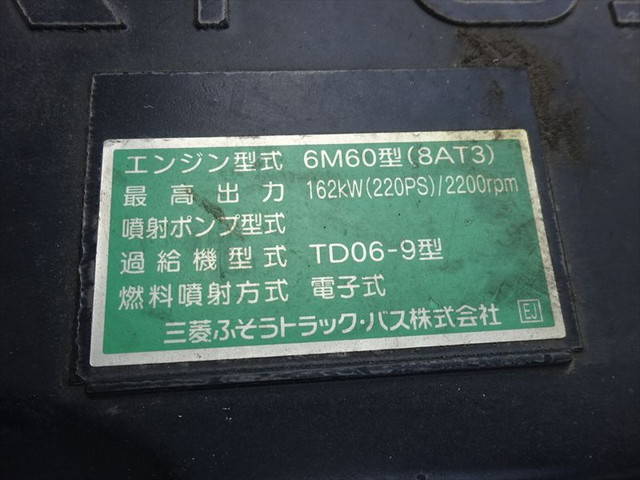 エンジン型式 6M60型(8AT3)
最高出力 162kW(220PS)/2200rpm
噴射ポンプ型式
過給機型式 TD06-9型
燃料噴射方式 電子式
三菱ふそうトラック・バス株式会社 EJ